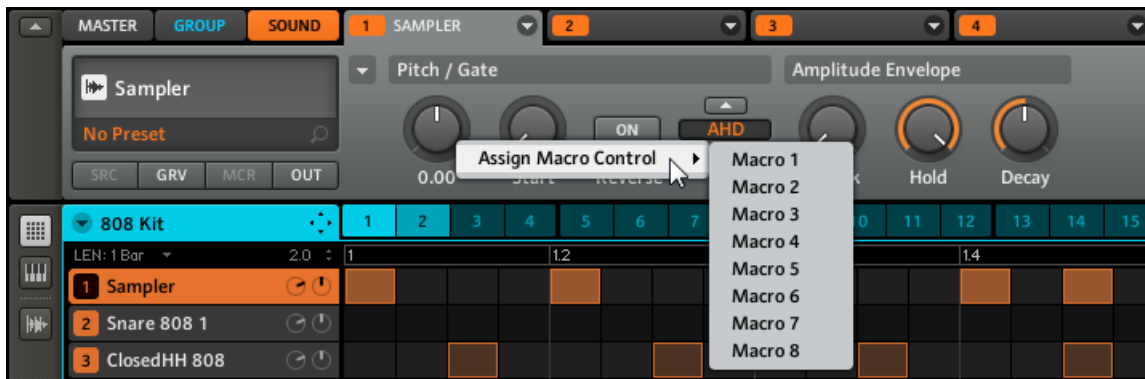 MASTER GROUP SOUND 1 SAMPLER 2 3 4
Sampler
No Preset
SRC GRV MCR OUT
Pitch / Gate
Amplitude Envelope
ON
AHD
0.00 Start Reverse Hold Decay
Assign Macro Control
Macro 1
Macro 2
Macro 3
Macro 4
Macro 5
Macro 6
Macro 7
Macro 8
808 Kit
1 2 3 4 5 6 7 11 12 13 14 15
LEN: 1 Bar 2.0
1 1.2 1.4
1 Sampler
2 Snare 808 1
3 ClosedHH 808